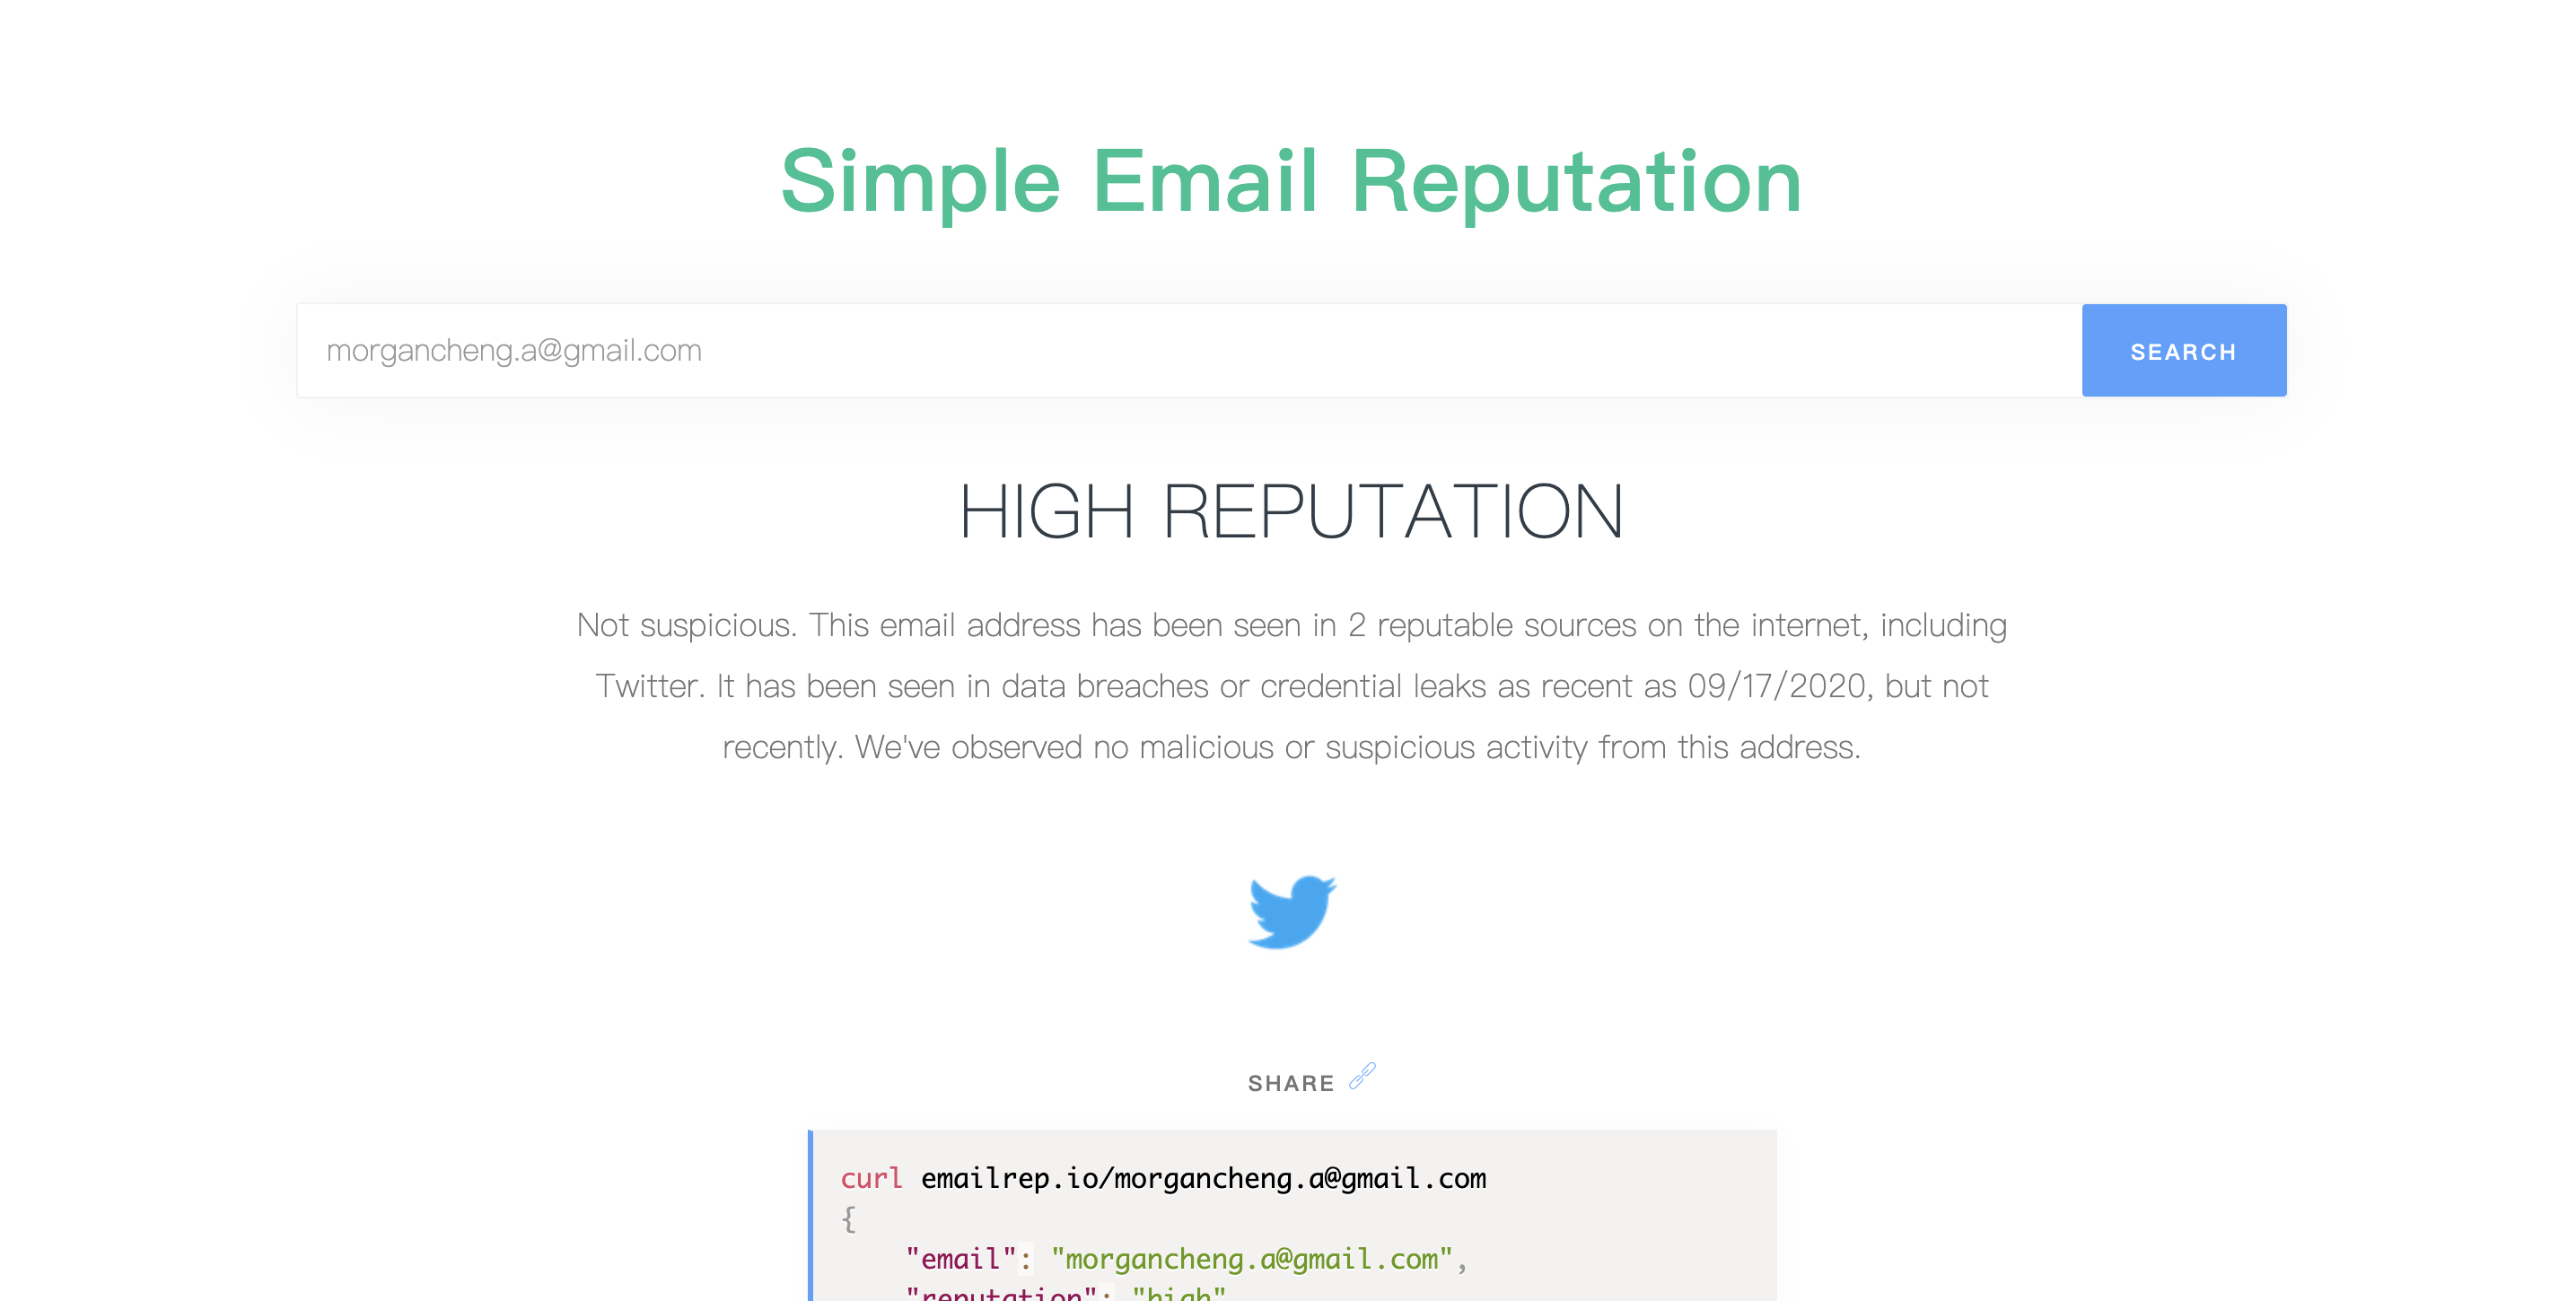 Simple Email Reputation
morgancheng.a@gmail.com
SEARCH
HIGH REPUTATION
Not suspicious. This email address has been seen in 2 reputable sources on the internet, including
Twitter. It has been seen in data breaches or credential leaks as recent as 09/17/2020, but not
recently. We've observed no malicious or suspicious activity from this address.
SHARE
curl emailrep.io/morgancheng.a@gmail.com
{
"email": "morgancheng.a@gmail.com",
"reputation": "high"